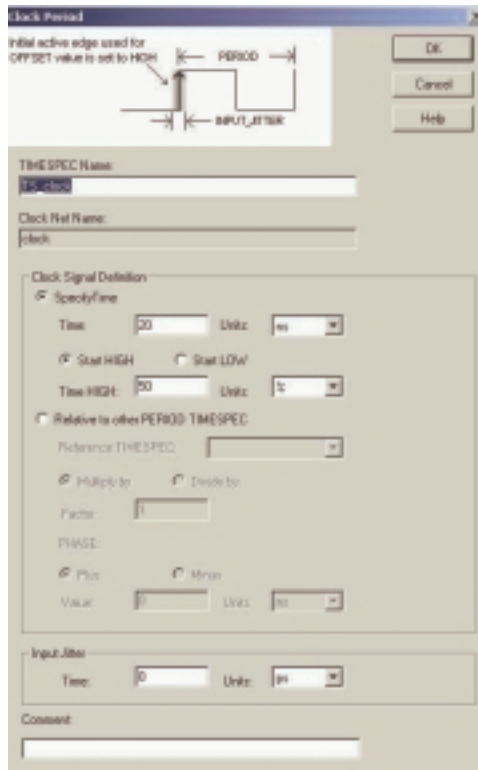 Clock Period
Initial active edge used for
OFFSET value is set to HIGH
PERIOD
INPUT_JITTER
OK
Cancel
Help
TIMESPEC Name:
TS_clock
Clock Net Name:
clock
Clock Signal Definition
SpecifyTime
Time: 20 Units: ns
Start HIGH Start LOW
Time HIGH: 50 Units: %
Relative to other PERIOD TIMESPEC
Reference TIMESPEC:
Multiply by Divide by
Factor: 1
PHASE:
Plus Minus
Value: 0 Units: ns
Input Jitter
Time: 0 Units: ps
Comment: